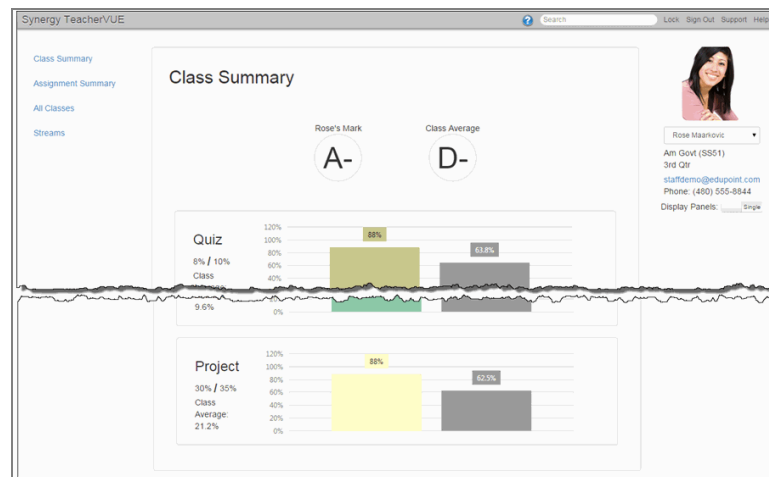 Synergy TeacherVUE
Search
Lock Sign Out Support Help
Class Summary
Assignment Summary
All Classes
Streams
Class Summary
Rose's Mark
A-
Class Average
D-
Rose Maarkovic
Am Govt (SS51)
3rd Qtr
staffdemo@edupoint.com
Phone: (480) 555-8844
Display Panels: Single
Quiz
8% / 10%
Class
9.6%
120%
100%
80%
60%
40%
20%
0%
88%
63.8%
Project
30% / 35%
Class
Average:
21.2%
120%
100%
80%
60%
40%
20%
0%
88%
62.5%